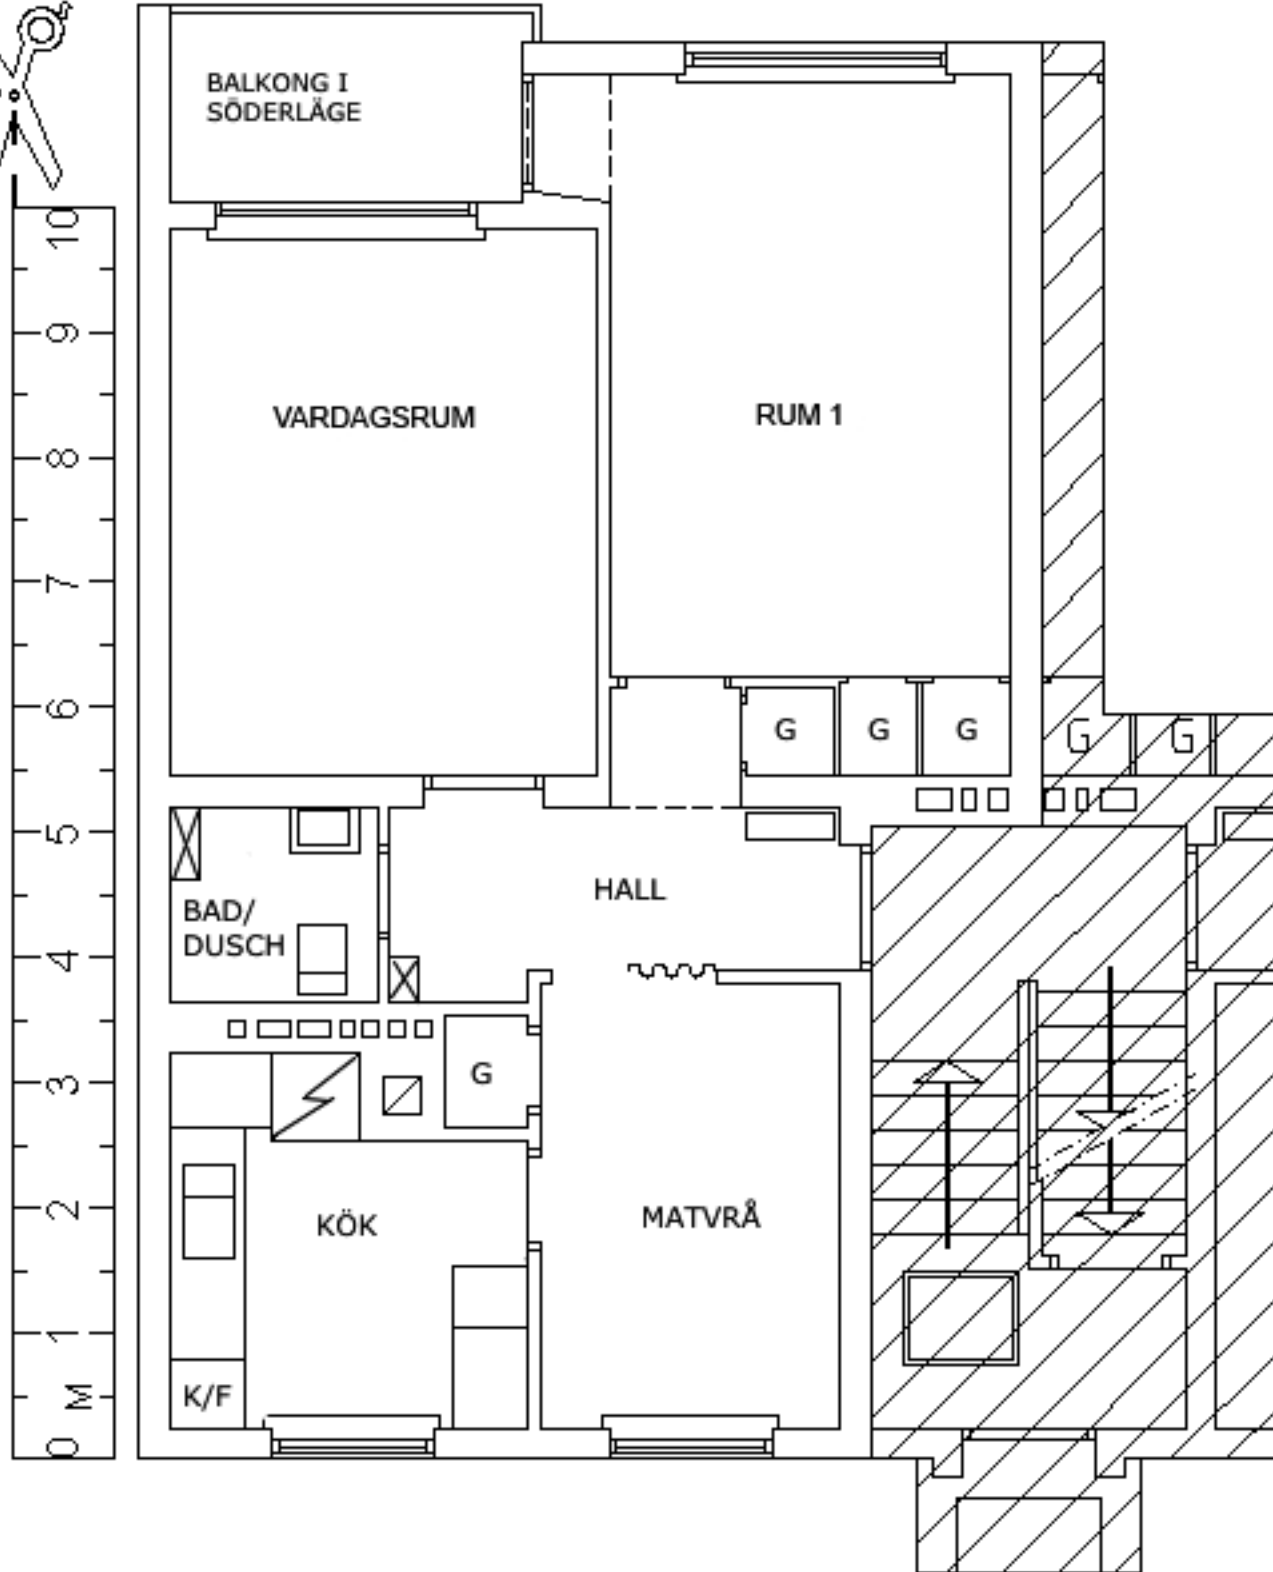 BALKONG I
SÖDERLÄGE
10
9
8
7
6
5
4
3
2
1
M
0
VARDAGSRUM
RUM 1
G
G
G
G
G
HALL
BAD/
DUSCH
G
KÖK
MATVRÅ
K/F